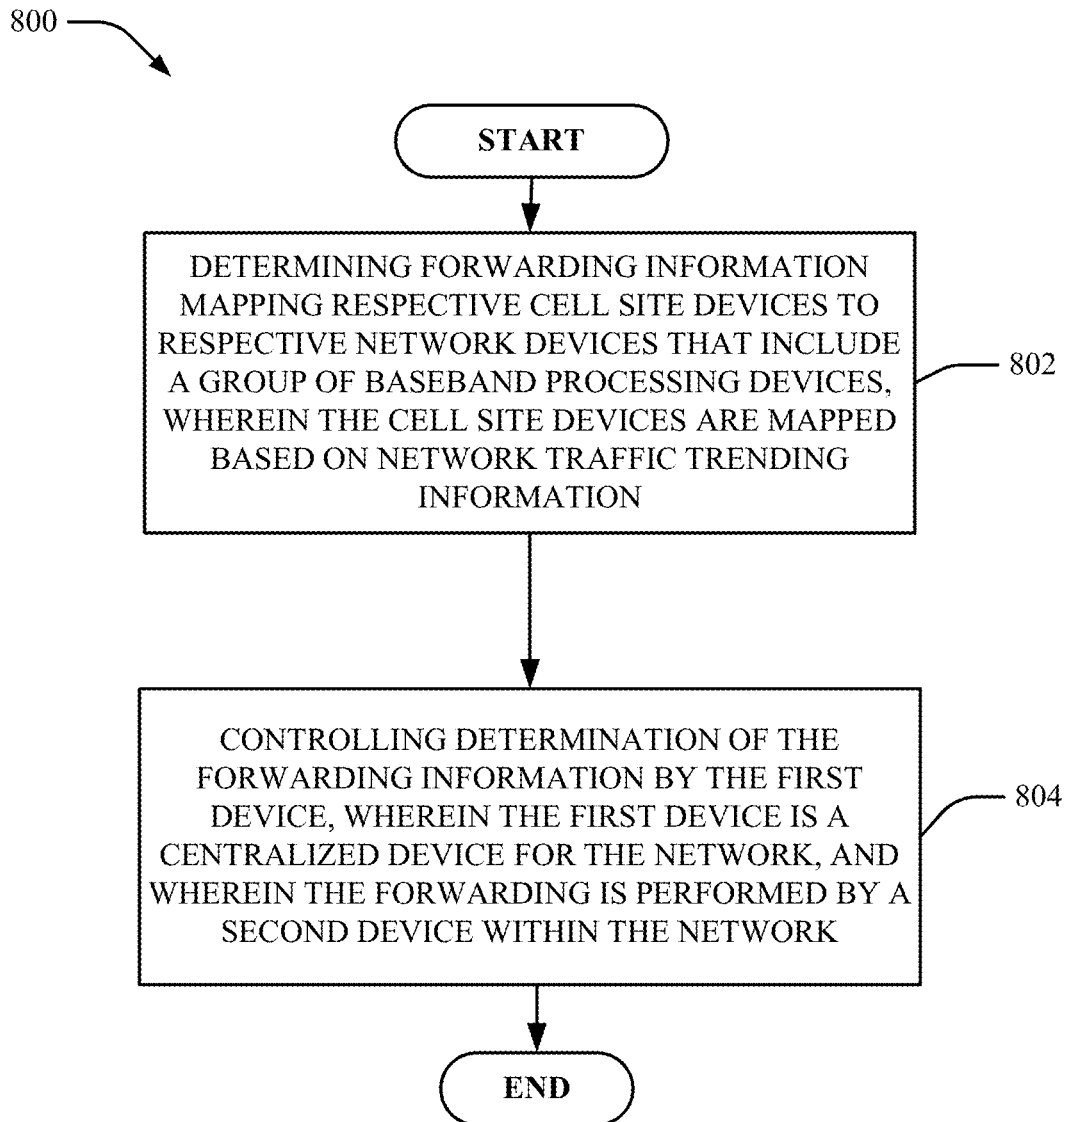 800
START
DETERMINING FORWARDING INFORMATION
MAPPING RESPECTIVE CELL SITE DEVICES TO
RESPECTIVE NETWORK DEVICES THAT INCLUDE
A GROUP OF BASEBAND PROCESSING DEVICES,
WHEREIN THE CELL SITE DEVICES ARE MAPPED
BASED ON NETWORK TRAFFIC TRENDING
INFORMATION
802
CONTROLLING DETERMINATION OF THE
FORWARDING INFORMATION BY THE FIRST
DEVICE, WHEREIN THE FIRST DEVICE IS A
CENTRALIZED DEVICE FOR THE NETWORK, AND
WHEREIN THE FORWARDING IS PERFORMED BY A
SECOND DEVICE WITHIN THE NETWORK
804
END